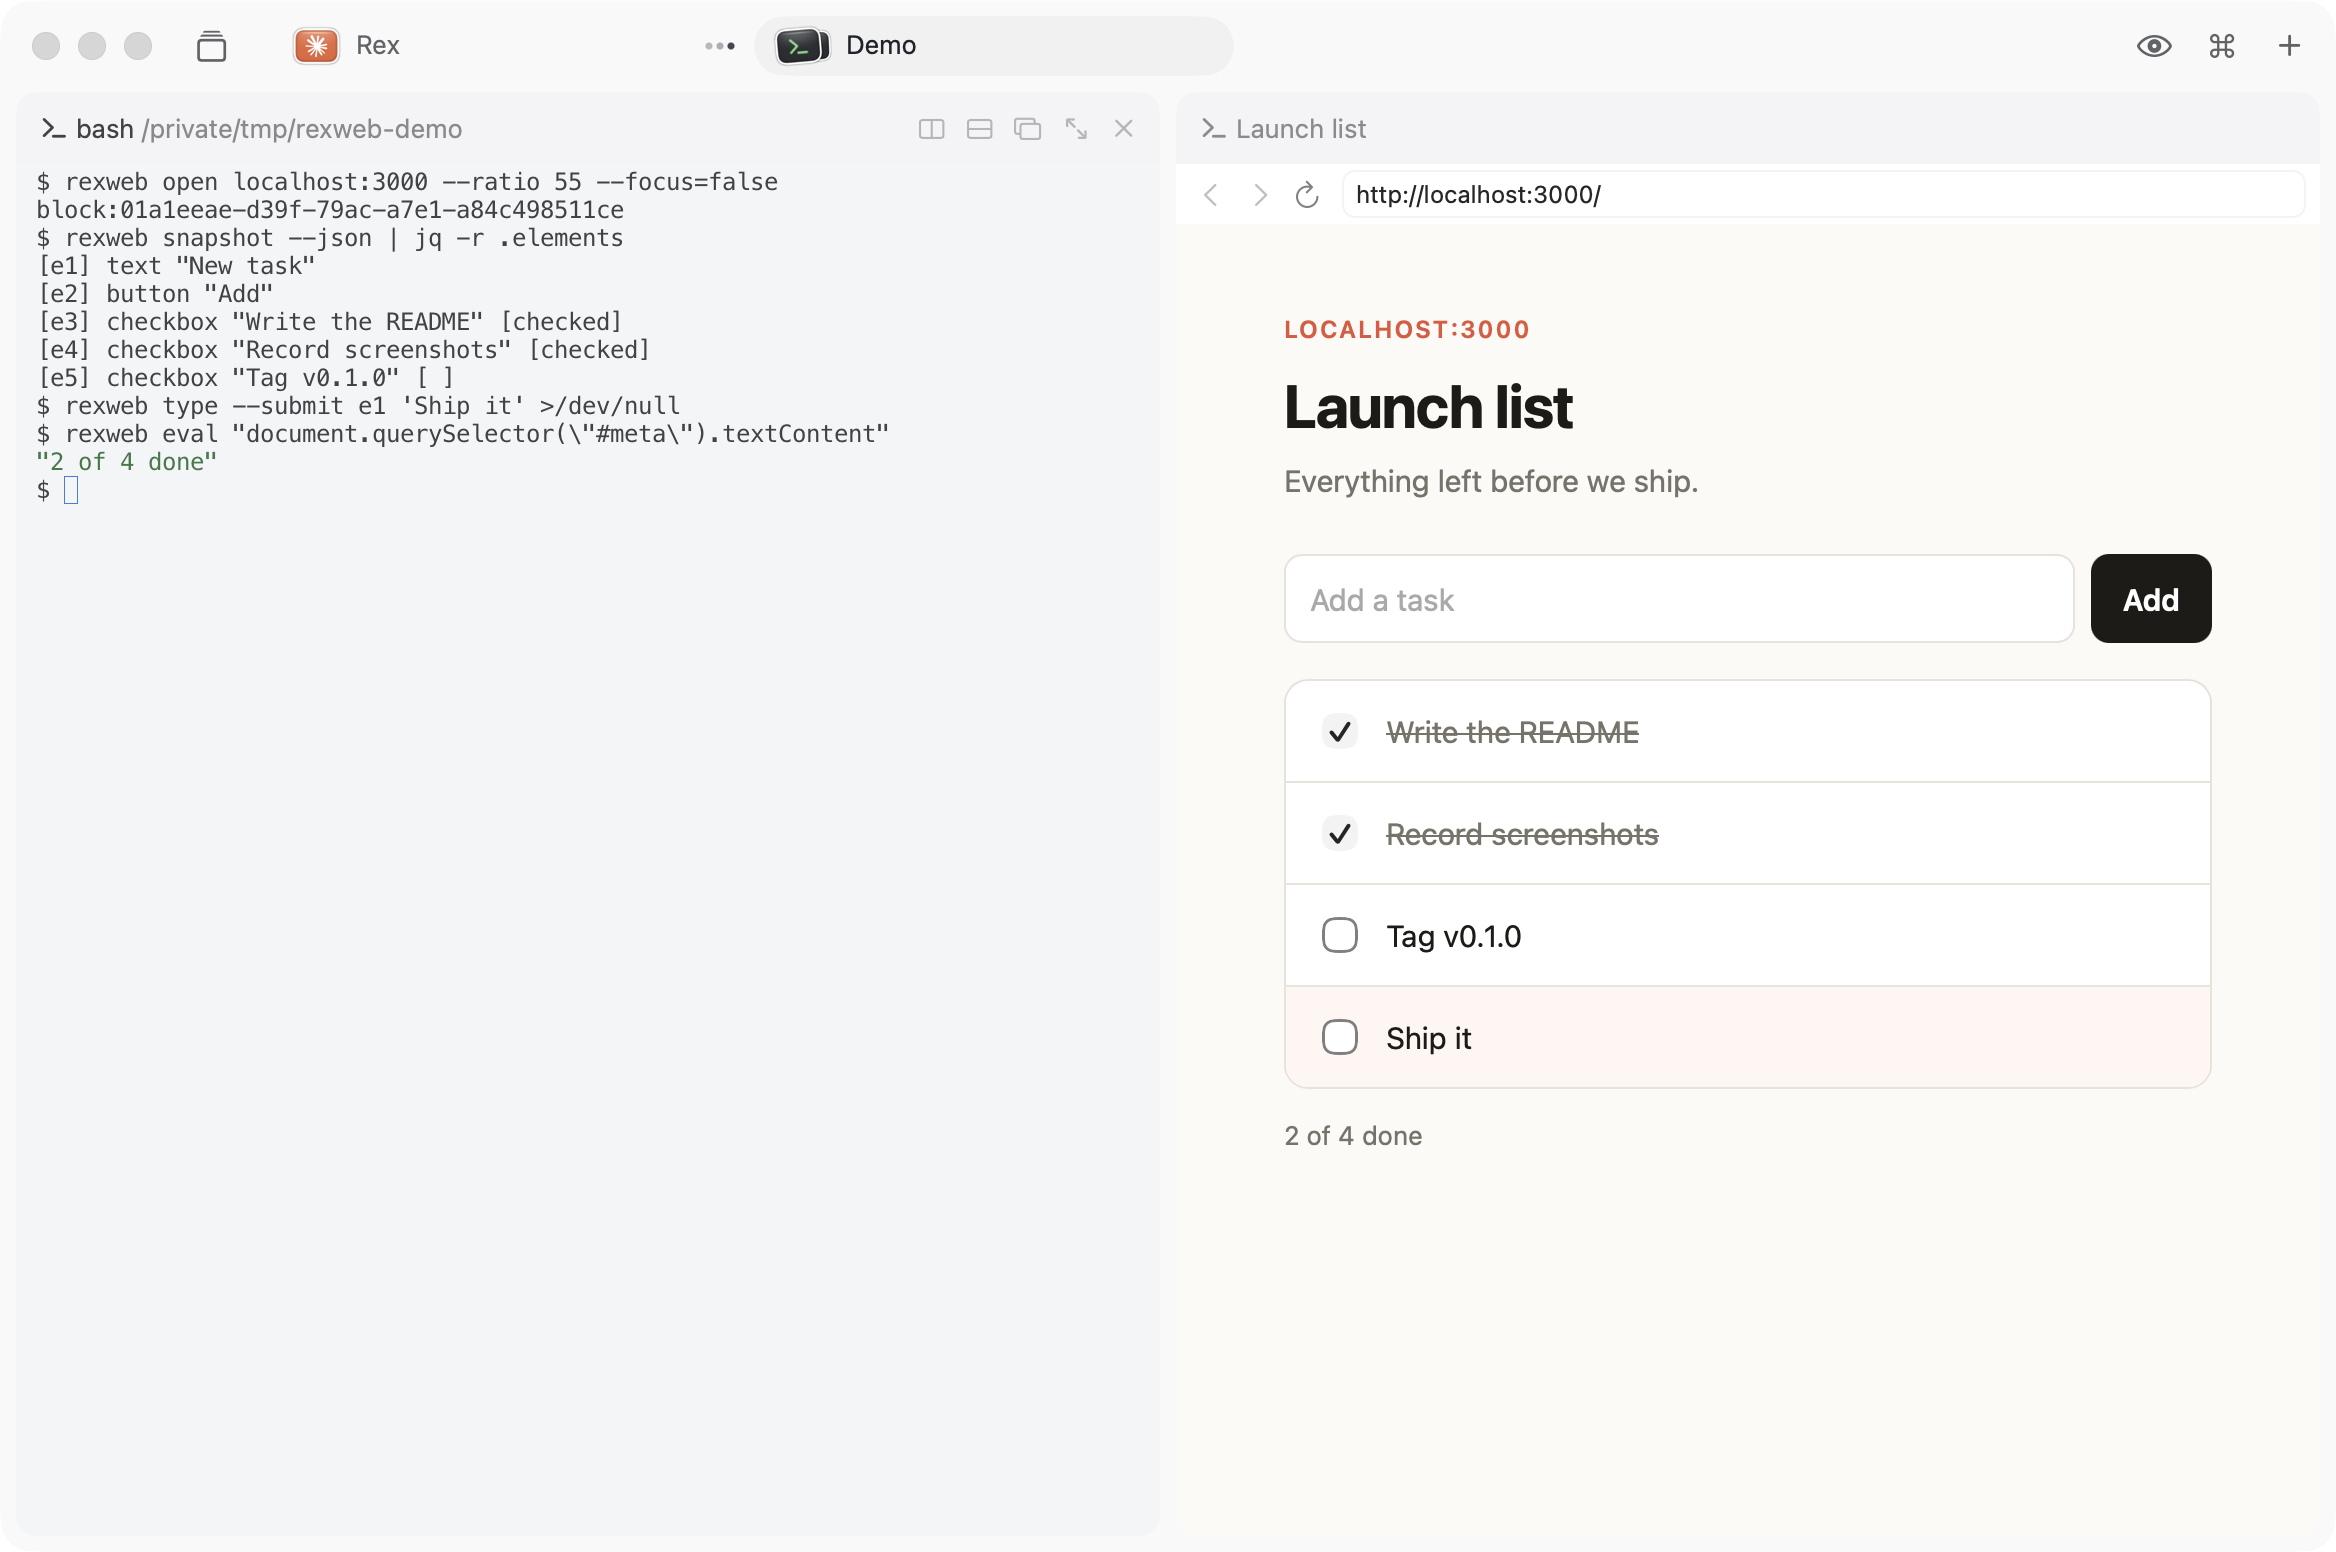 Rex
Demo
bash /private/tmp/rexweb-demo
$ rexweb open localhost:3000 --ratio 55 --focus=false
block:01a1eeae-d39f-79ac-a7e1-a84c498511ce
$ rexweb snapshot --json | jq -r .elements
[e1] text "New task"
[e2] button "Add"
[e3] checkbox "Write the README" [checked]
[e4] checkbox "Record screenshots" [checked]
[e5] checkbox "Tag v0.1.0" [ ]
$ rexweb type --submit e1 'Ship it' >/dev/null
$ rexweb eval "document.querySelector(\"#meta\").textContent"
"2 of 4 done"
$
Launch list
http://localhost:3000/
LOCALHOST:3000
Launch list
Everything left before we ship.
Add a task
Add
Write the README
Record screenshots
Tag v0.1.0
Ship it
2 of 4 done